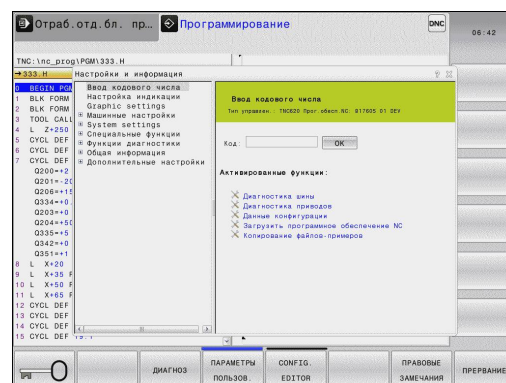 Отраб.отд.бл. пр… Программирование DNC 06:42
TNC:\nc_prog\PGM\333.H
→333.H
Настройки и информация
0 BEGIN PGM
1 BLK FORM
2 BLK FORM
3 TOOL CALL
4 L Z+250
5 CYCL DEF
6 CYCL DEF
7 CYCL DEF
Q200=+2
Q201=-20
Q206=+15
Q334=+0.
Q203=+0
Q204=+50
Q335=+5
Q342=+0
Q351=+1
8 L X+20
9 L X+35 F
10 L X+50 F
11 L X+65 F
12 CYCL DEF
13 CYCL DEF
14 CYCL DEF
15 CYCL DEF 19.1
Ввод кодового числа
Настройка индикации
Graphic settings
Машинные настройки
System settings
Специальные функции
Функции диагностики
Общая информация
Дополнительные настройки
Ввод кодового числа
Тип управлен.: TNC620 Прог.обесп.NC: 817605 01 DEV
Код: OK
Активированные функции:
Диагностика шины
Диагностика приводов
Данные конфигурации
Загрузить программное обеспечение NC
Копирование файлов-примеров
ДИАГНОЗ
ПАРАМЕТРЫ ПОЛЬЗОВ.
CONFIG. EDITOR
ПРАВОВЫЕ ЗАМЕЧАНИЯ
ПРЕРВАНИЕ